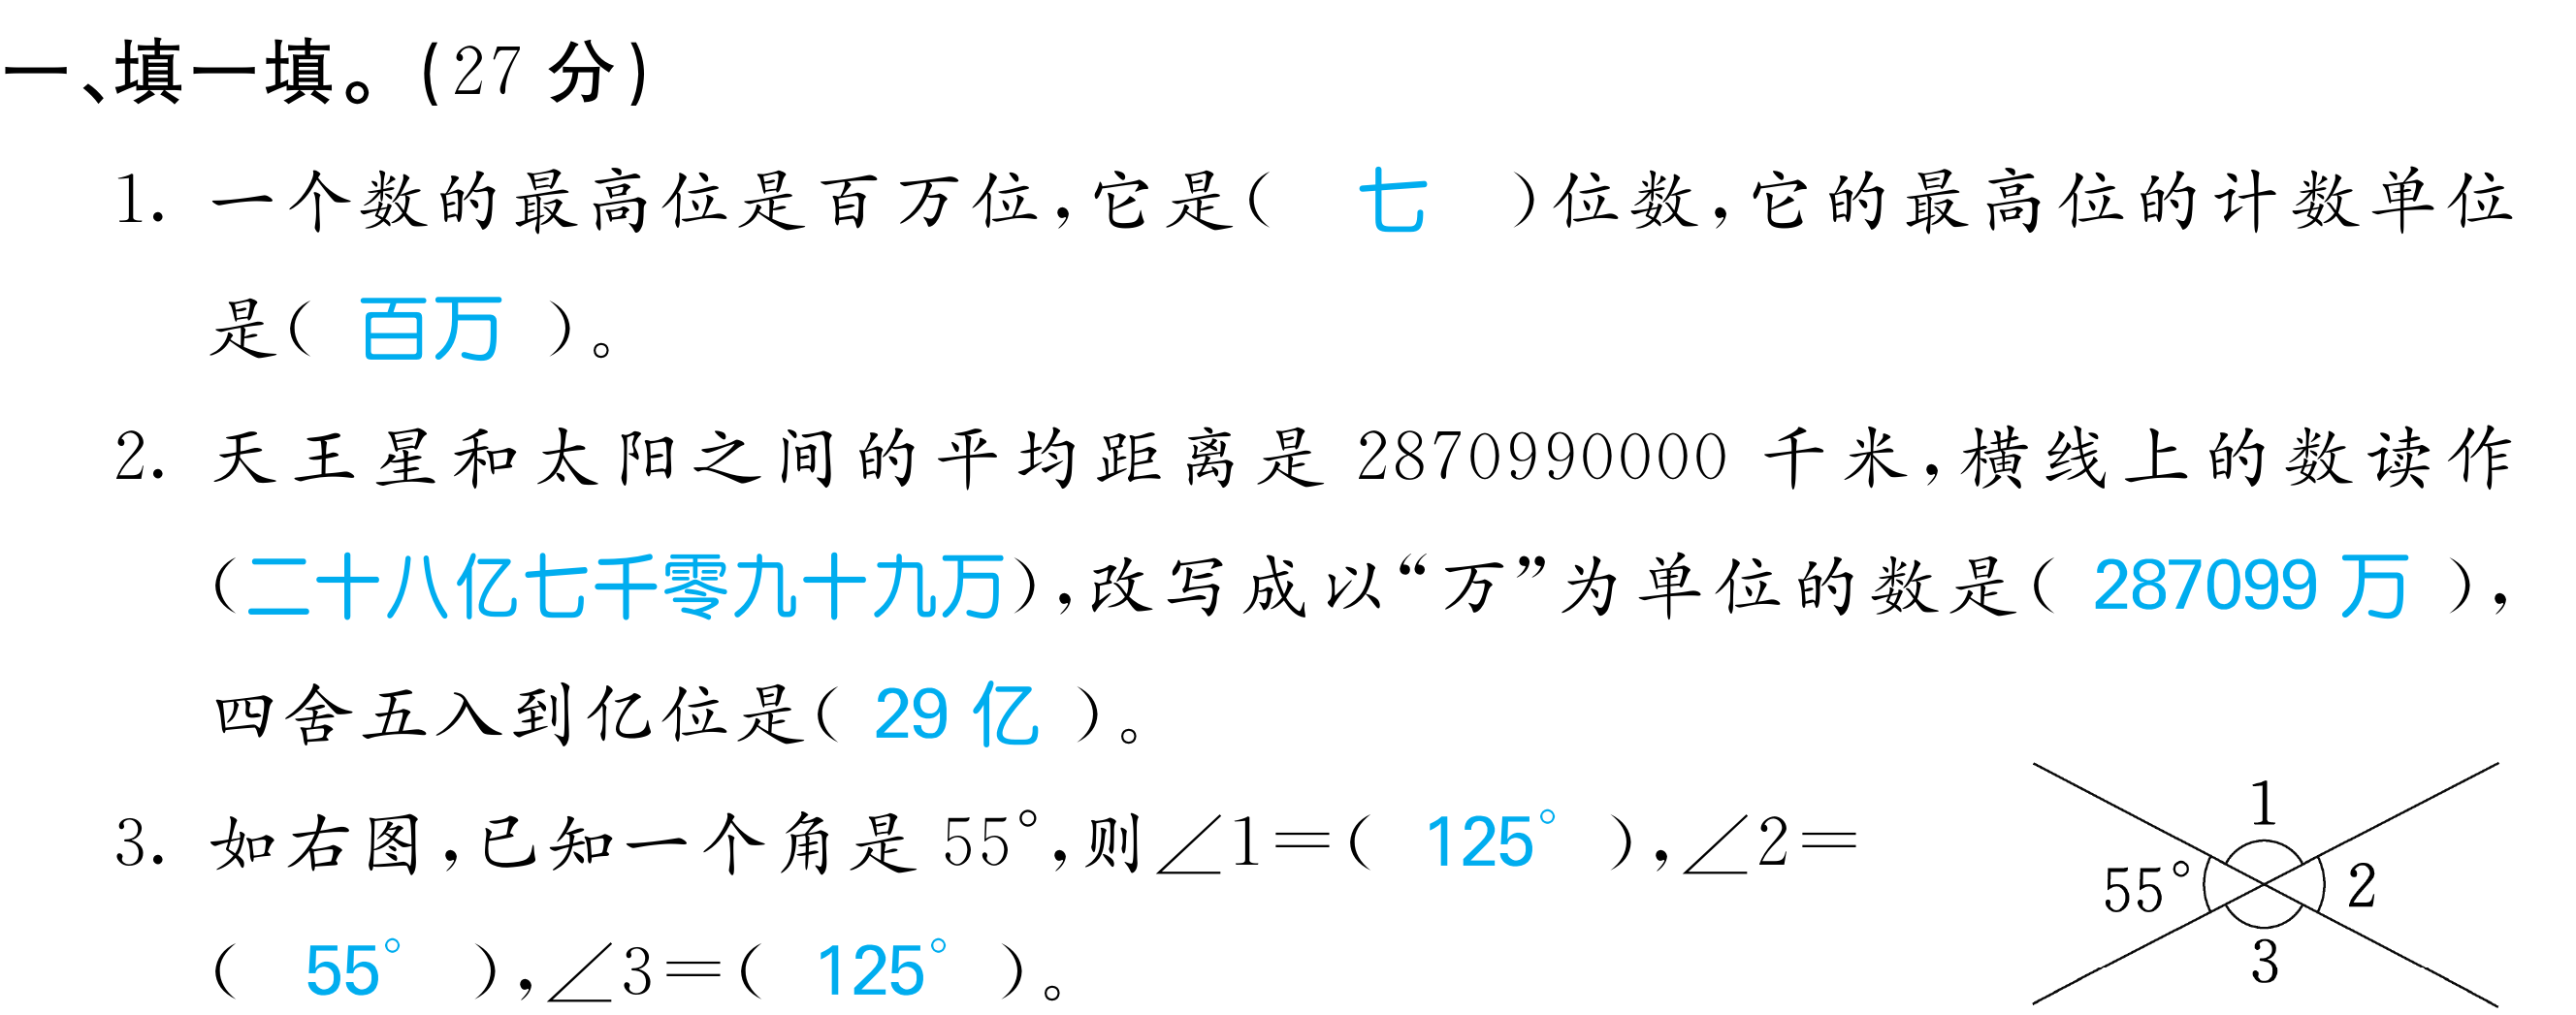 一、填一填。(27 分)
1. 一个数的最高位是百万位,它是( 七 )位数,它的最高位的计数单位
是( 百万 )。
2. 天王星和太阳之间的平均距离是 2870990000 千米,横线上的数读作
(二十八亿七千零九十九万),改写成以“万”为单位的数是( 287099 万 ),
四舍五入到亿位是( 29 亿 )。
3. 如右图,已知一个角是 55°,则∠1=( 125° ),∠2=
( 55° ),∠3=( 125° )。
1
55° 2
3